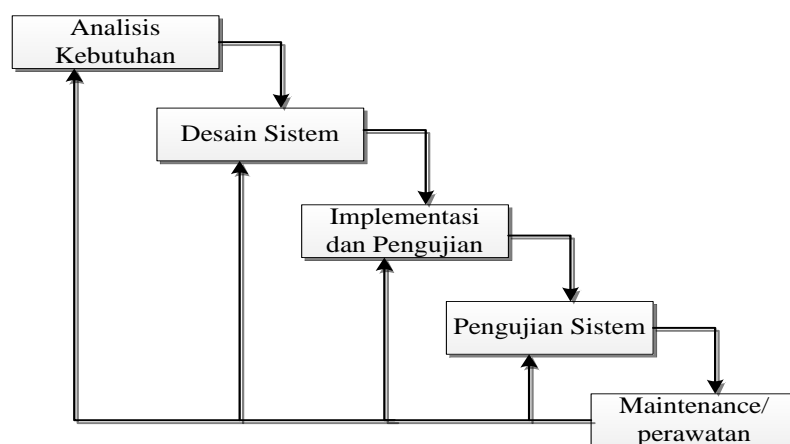 Analisis
Kebutuhan
Desain Sistem
Implementasi
dan Pengujian
Pengujian Sistem
Maintenance/
perawatan